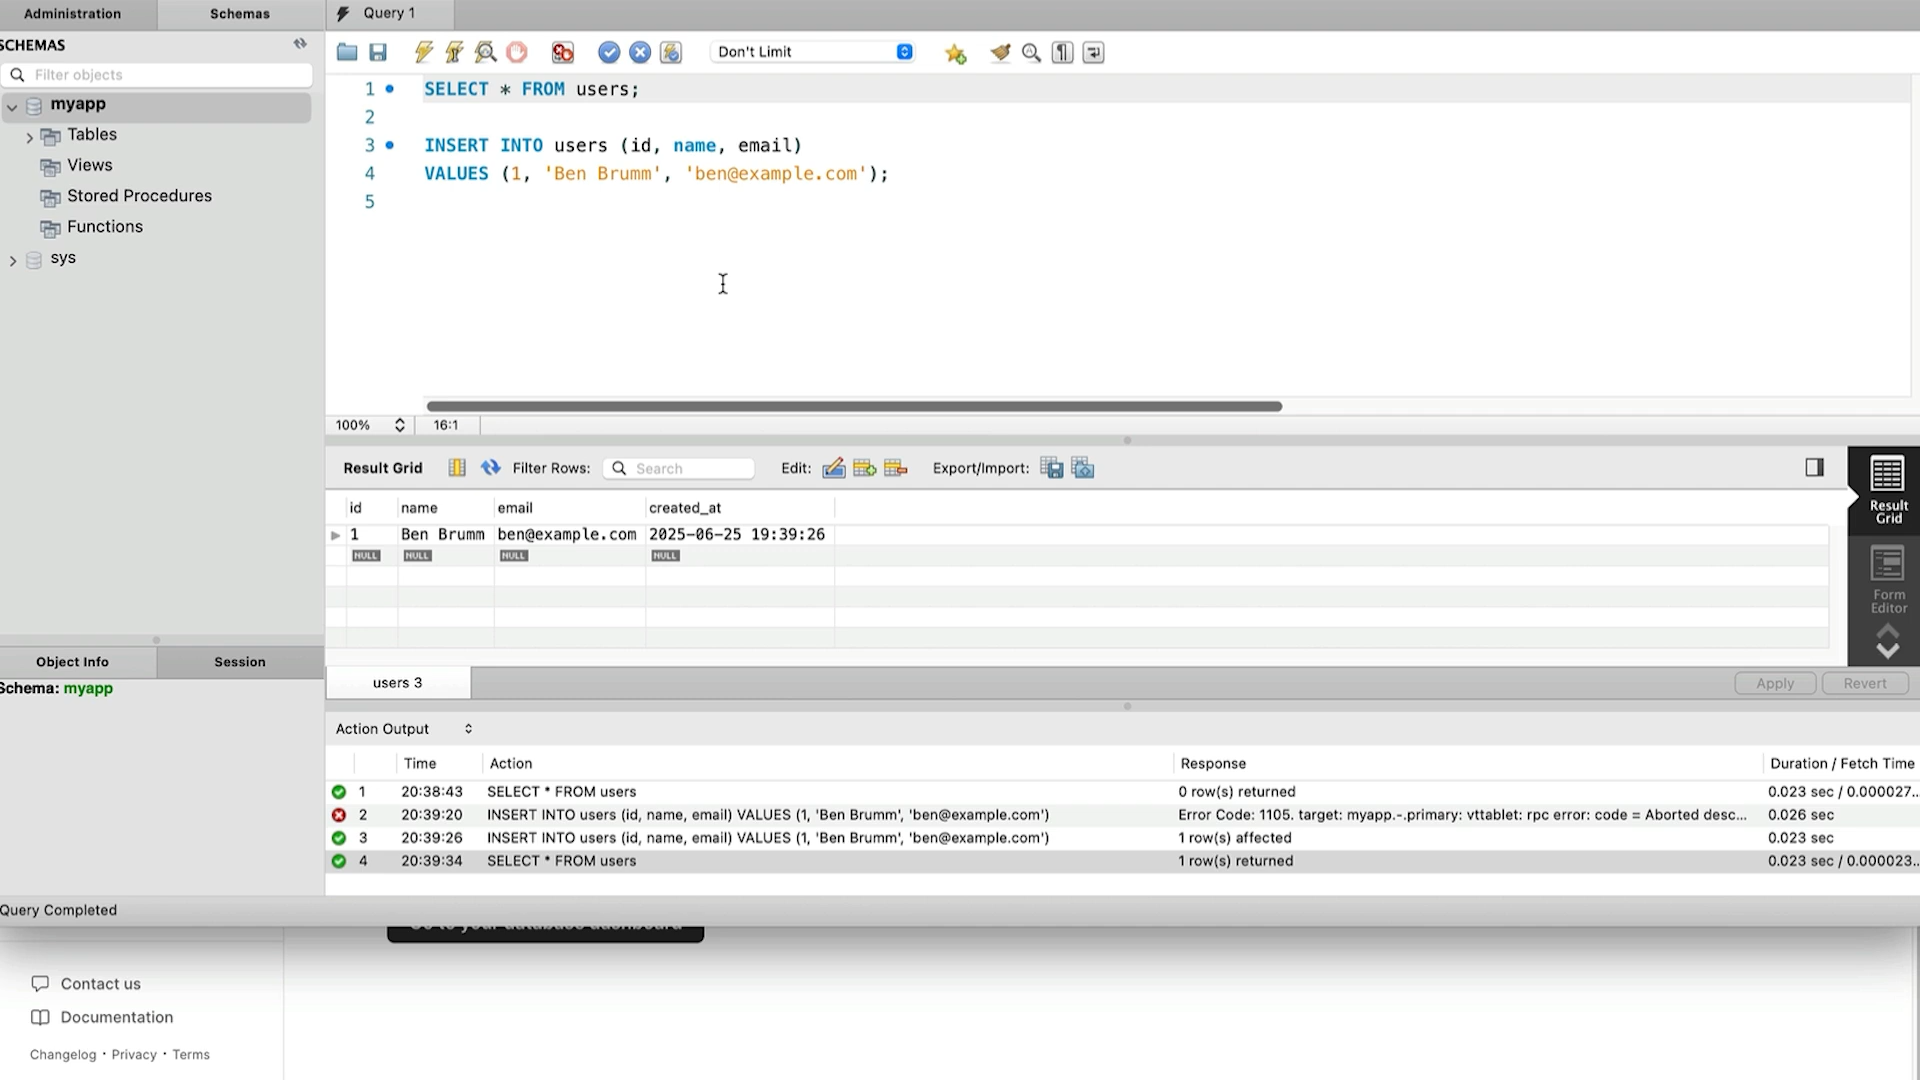 Administration
Schemas
Query 1
SCHEMAS
Filter objects
myapp
Tables
Views
Stored Procedures
Functions
sys
Don't Limit
1 SELECT * FROM users;
2
3 INSERT INTO users (id, name, email)
4 VALUES (1, 'Ben Brumm', 'ben@example.com');
5
100%
16:1
Result Grid
Filter Rows:
Search
Edit:
Export/Import:
id name email created_at
1 Ben Brumm ben@example.com 2025-06-25 19:39:26
NULL NULL NULL NULL
Result
Grid
Form
Editor
Object Info
Session
Schema: myapp
users 3
Apply
Revert
Action Output
Time Action Response Duration / Fetch Time
1 20:38:43 SELECT * FROM users 0 row(s) returned 0.023 sec / 0.000027...
2 20:39:20 INSERT INTO users (id, name, email) VALUES (1, 'Ben Brumm', 'ben@example.com') Error Code: 1105. target: myapp.-.primary: vttablet: rpc error: code = Aborted desc... 0.026 sec
3 20:39:26 INSERT INTO users (id, name, email) VALUES (1, 'Ben Brumm', 'ben@example.com') 1 row(s) affected 0.023 sec
4 20:39:34 SELECT * FROM users 1 row(s) returned 0.023 sec / 0.000023...
Query Completed
Go to your database dashboard
Contact us
Documentation
Changelog · Privacy · Terms